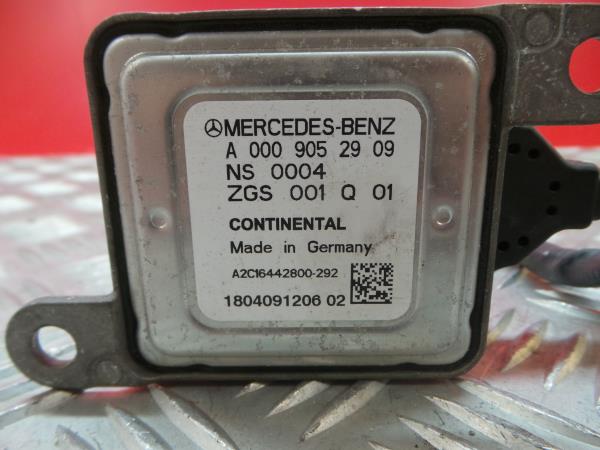 MERCEDES-BENZ
A 000 905 29 09
NS 0004
ZGS 001 Q 01
CONTINENTAL
Made in Germany
A2C16442800-292
1804091206 02